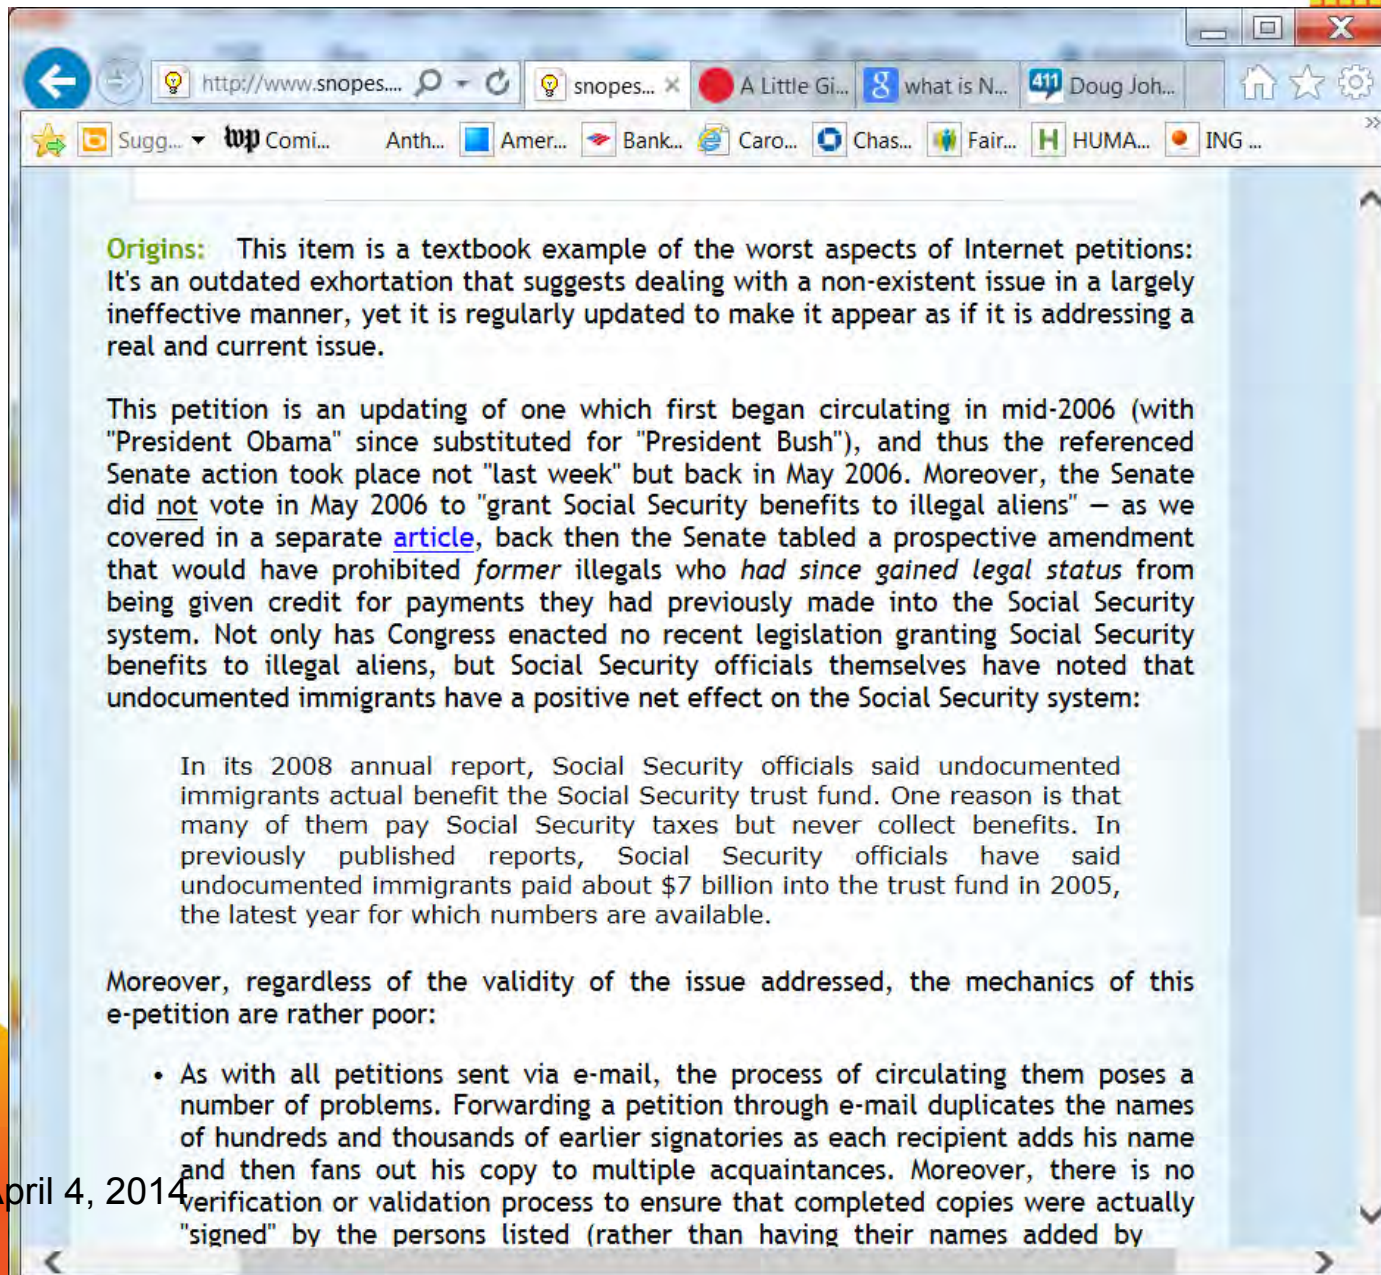 http://www.snopes.... snopes... × A Little Gi... what is N... 411 Doug Joh...
Sugg... wp Comi... Anth... Amer... Bank... Caro... Chas... Fair... H HUMA... ING ...
Origins: This item is a textbook example of the worst aspects of Internet petitions:
It's an outdated exhortation that suggests dealing with a non-existent issue in a largely
ineffective manner, yet it is regularly updated to make it appear as if it is addressing a
real and current issue.
This petition is an updating of one which first began circulating in mid-2006 (with
"President Obama" since substituted for "President Bush"), and thus the referenced
Senate action took place not "last week" but back in May 2006. Moreover, the Senate
did not vote in May 2006 to "grant Social Security benefits to illegal aliens" — as we
covered in a separate article, back then the Senate tabled a prospective amendment
that would have prohibited former illegals who had since gained legal status from
being given credit for payments they had previously made into the Social Security
system. Not only has Congress enacted no recent legislation granting Social Security
benefits to illegal aliens, but Social Security officials themselves have noted that
undocumented immigrants have a positive net effect on the Social Security system:
In its 2008 annual report, Social Security officials said undocumented
immigrants actual benefit the Social Security trust fund. One reason is that
many of them pay Social Security taxes but never collect benefits. In
previously published reports, Social Security officials have said
undocumented immigrants paid about $7 billion into the trust fund in 2005,
the latest year for which numbers are available.
Moreover, regardless of the validity of the issue addressed, the mechanics of this
e-petition are rather poor:
• As with all petitions sent via e-mail, the process of circulating them poses a
number of problems. Forwarding a petition through e-mail duplicates the names
of hundreds and thousands of earlier signatories as each recipient adds his name
and then fans out his copy to multiple acquaintances. Moreover, there is no
pril 4, 2014
verification or validation process to ensure that completed copies were actually
"signed" by the persons listed (rather than having their names added by